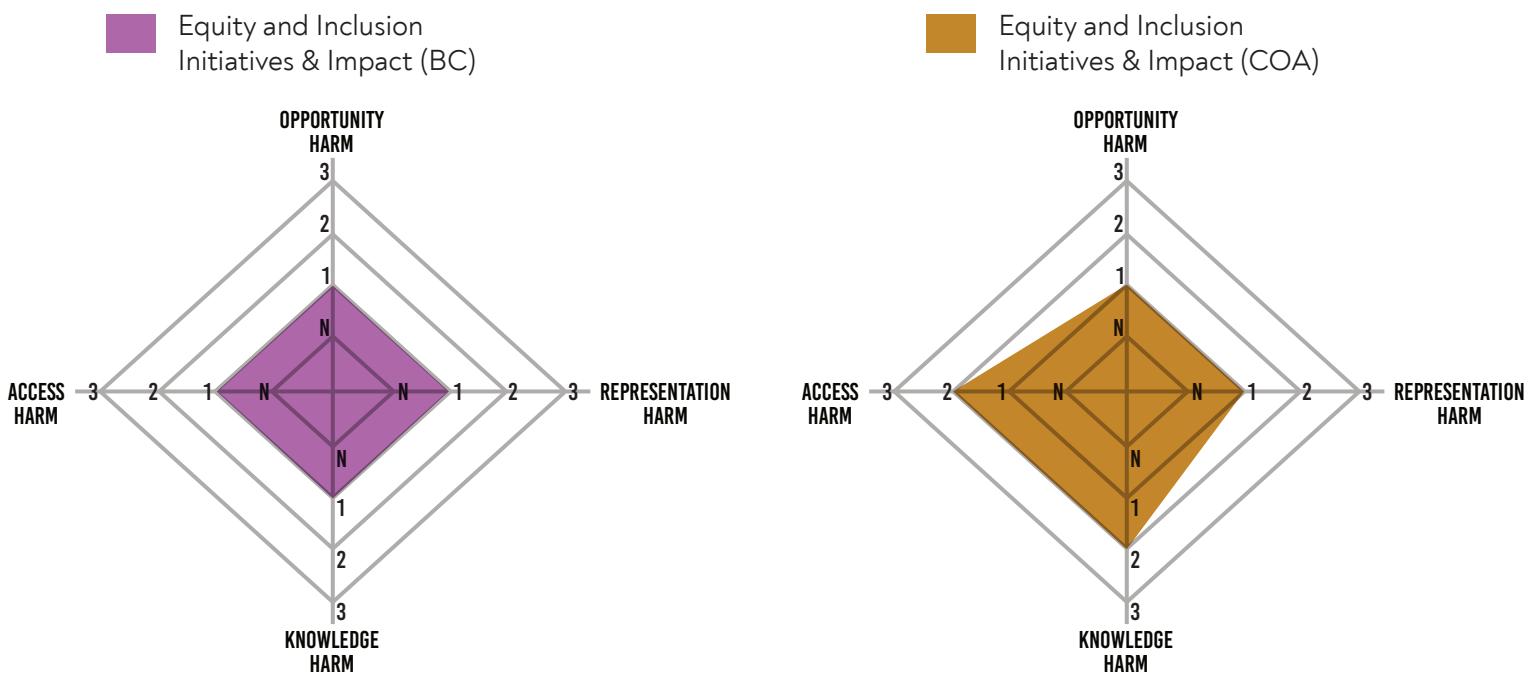 Equity and Inclusion
Initiatives & Impact (BC)
OPPORTUNITY
HARM
3
2
1
N
ACCESS
HARM
3 2 1 N N 1 2 3
REPRESENTATION
HARM
N
1
2
3
KNOWLEDGE
HARM
Equity and Inclusion
Initiatives & Impact (COA)
OPPORTUNITY
HARM
3
2
1
N
ACCESS
HARM
3 2 1 N N 1 2 3
REPRESENTATION
HARM
N
1
2
3
KNOWLEDGE
HARM